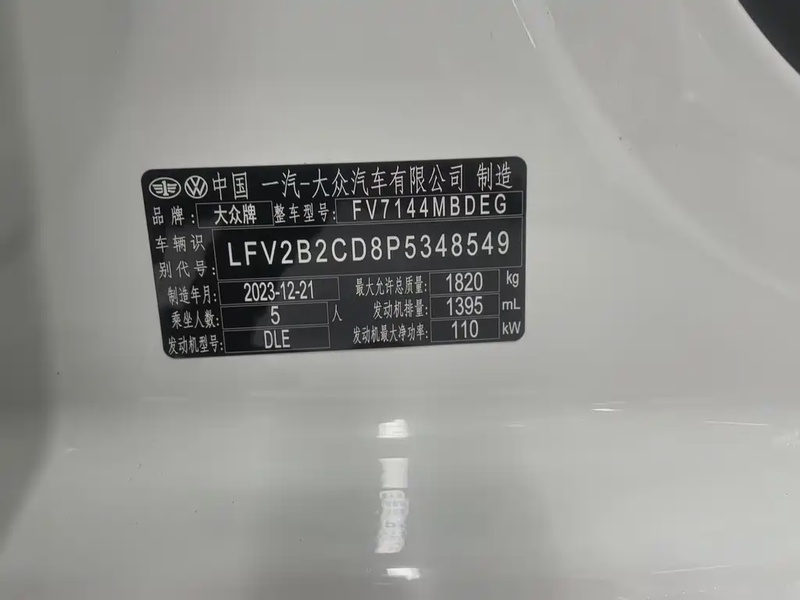 中国 一汽-大众汽车有限公司 制造
品牌: 大众牌 整车型号: FV7144MBDEG
车辆识别代号: LFV2B2CD8P5348549
制造年月: 2023-12-21 最大允许总质量: 1820 kg
乘坐人数: 5 人 发动机排量: 1395 mL
发动机型号: DLE 发动机最大净功率: 110 kW